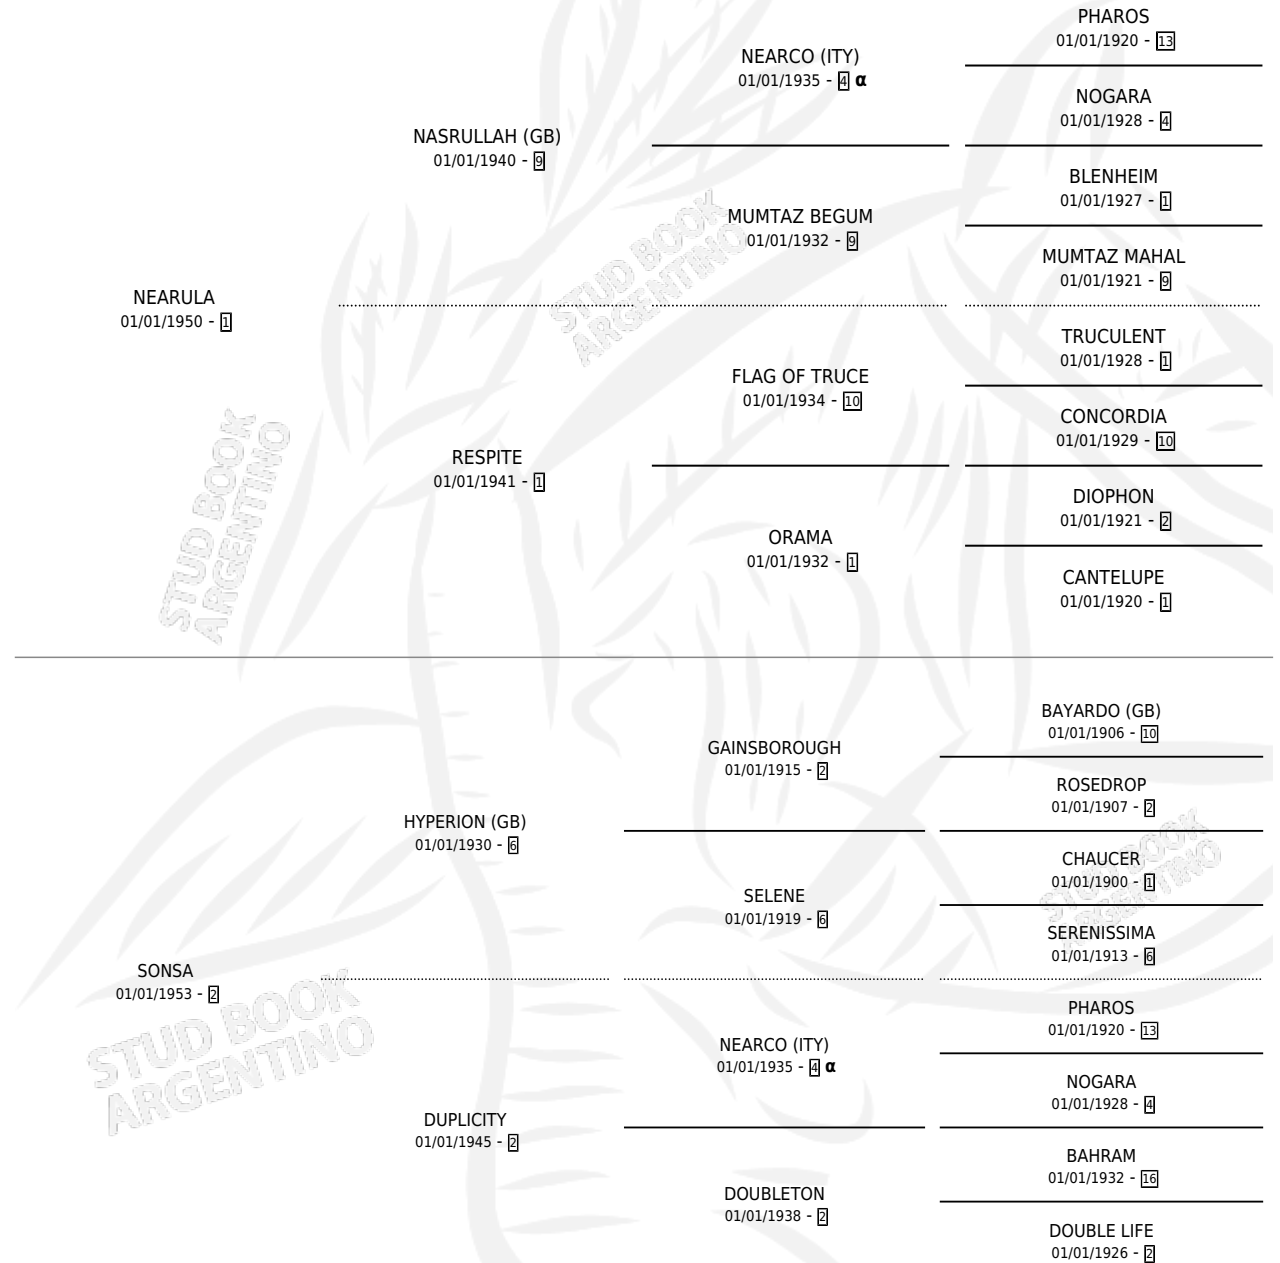 PHAROS
01/01/1920 - 13
NEARCO (ITY)
01/01/1935 - 4 α
NOGARA
01/01/1928 - 4
NASRULLAH (GB)
01/01/1940 - 9
BLENHEIM
01/01/1927 - 1
MUMTAZ BEGUM
01/01/1932 - 9
MUMTAZ MAHAL
01/01/1921 - 9
STUD BOOK
ARGENTINO
NEARULA
01/01/1950 - 1
TRUCULENT
01/01/1928 - 1
FLAG OF TRUCE
01/01/1934 - 10
CONCORDIA
01/01/1929 - 10
RESPITE
01/01/1941 - 1
DIOPHON
01/01/1921 - 2
ORAMA
01/01/1932 - 1
CANTELUPE
01/01/1920 - 1
STUD BOOK
ARGENTINO
BAYARDO (GB)
01/01/1906 - 10
GAINSBOROUGH
01/01/1915 - 2
ROSEDROP
01/01/1907 - 2
HYPERION (GB)
01/01/1930 - 6
CHAUCER
01/01/1900 - 1
SELENE
01/01/1919 - 6
SERENISSIMA
01/01/1913 - 6
STUD BOOK
ARGENTINO
SONSA
01/01/1953 - 2
PHAROS
01/01/1920 - 13
NEARCO (ITY)
01/01/1935 - 4 α
NOGARA
01/01/1928 - 4
STUD BOOK
ARGENTINO
DUPLICITY
01/01/1945 - 2
BAHRAM
01/01/1932 - 16
DOUBLETON
01/01/1938 - 2
DOUBLE LIFE
01/01/1926 - 2